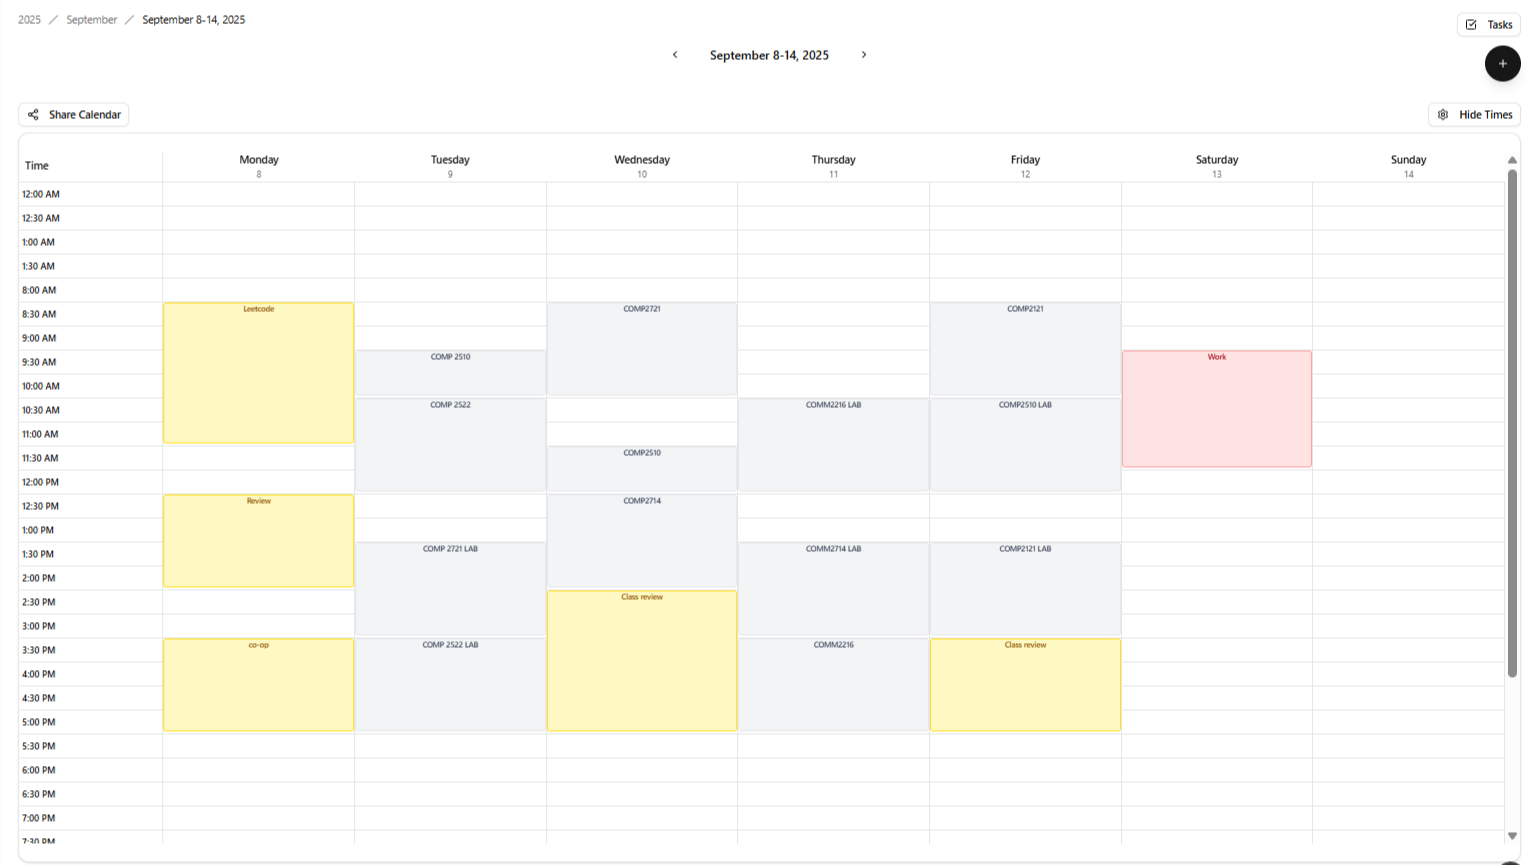 2025 / September / September 8-14, 2025
Tasks
< September 8-14, 2025 >
+
Share Calendar
Hide Times
Time
Monday
8
Tuesday
9
Wednesday
10
Thursday
11
Friday
12
Saturday
13
Sunday
14
12:00 AM
12:30 AM
1:00 AM
1:30 AM
8:00 AM
8:30 AM
9:00 AM
9:30 AM
10:00 AM
10:30 AM
11:00 AM
11:30 AM
12:00 PM
12:30 PM
1:00 PM
1:30 PM
2:00 PM
2:30 PM
3:00 PM
3:30 PM
4:00 PM
4:30 PM
5:00 PM
5:30 PM
6:00 PM
6:30 PM
7:00 PM
7:30 PM
Leetcode
Review
co-op
COMP 2510
COMP 2522
COMP 2721 LAB
COMP 2522 LAB
COMP2721
COMP2510
COMP2714
Class review
COMM2216 LAB
COMM2714 LAB
COMM2216
COMP2121
COMP2510 LAB
COMP2121 LAB
Class review
Work